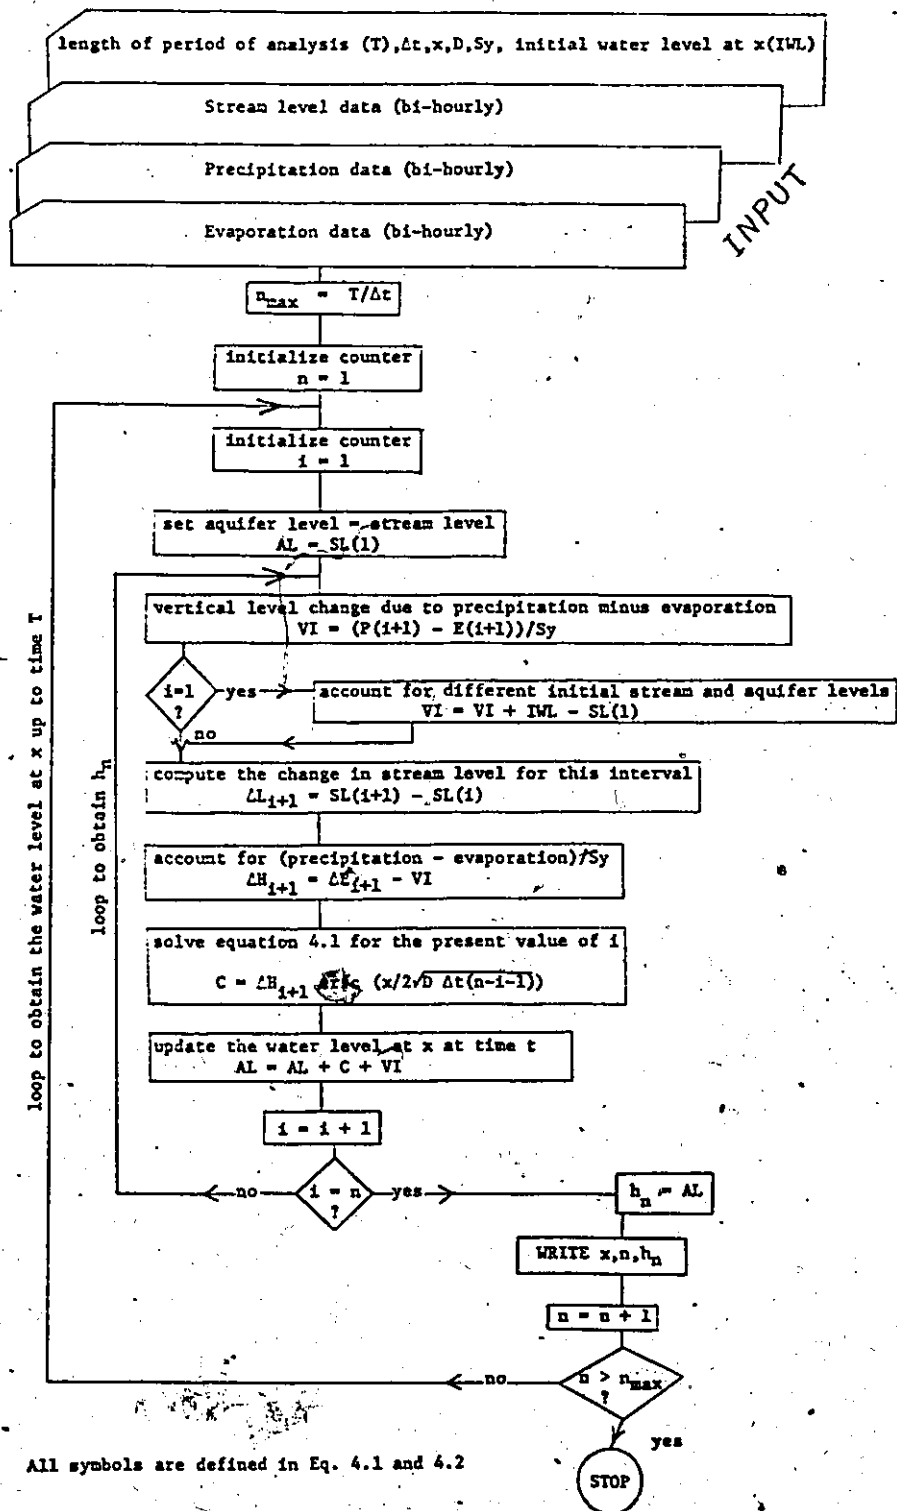 length of period of analysis (T),Δt,x,D,Sy, initial water level at x(IWL)
Stream level data (bi-hourly)
Precipitation data (bi-hourly)
INPUT
Evaporation data (bi-hourly)
n_max = T/Δt
initialize counter
n = 1
initialize counter
i = 1
set aquifer level = stream level
AL = SL(1)
vertical level change due to precipitation minus evaporation
VI = (P(i+1) - E(i+1))/Sy
i=1
?
yes
account for different initial stream and aquifer levels
VI = VI + IWL - SL(1)
no
compute the change in stream level for this interval
ΔL_i+1 = SL(i+1) - SL(i)
account for (precipitation - evaporation)/Sy
ΔH_i+1 = ΔL_i+1 - VI
solve equation 4.1 for the present value of i
C = ΔH_i+1 (x/2√D Δt(n-i-1))
update the water level at x at time t
AL = AL + C + VI
i = i + 1
i = n
?
no
yes
h_n = AL
WRITE x,n,h_n
n = n + 1
n > n_max
?
no
yes
STOP
loop to obtain h_n
loop to obtain the water level at x up to time T
All symbols are defined in Eq. 4.1 and 4.2